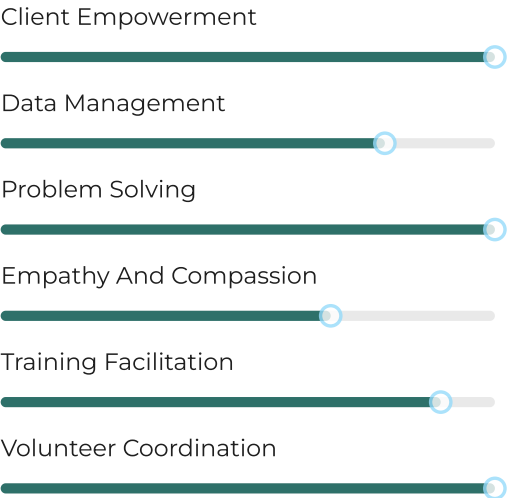 Client Empowerment
Data Management
Problem Solving
Empathy And Compassion
Training Facilitation
Volunteer Coordination